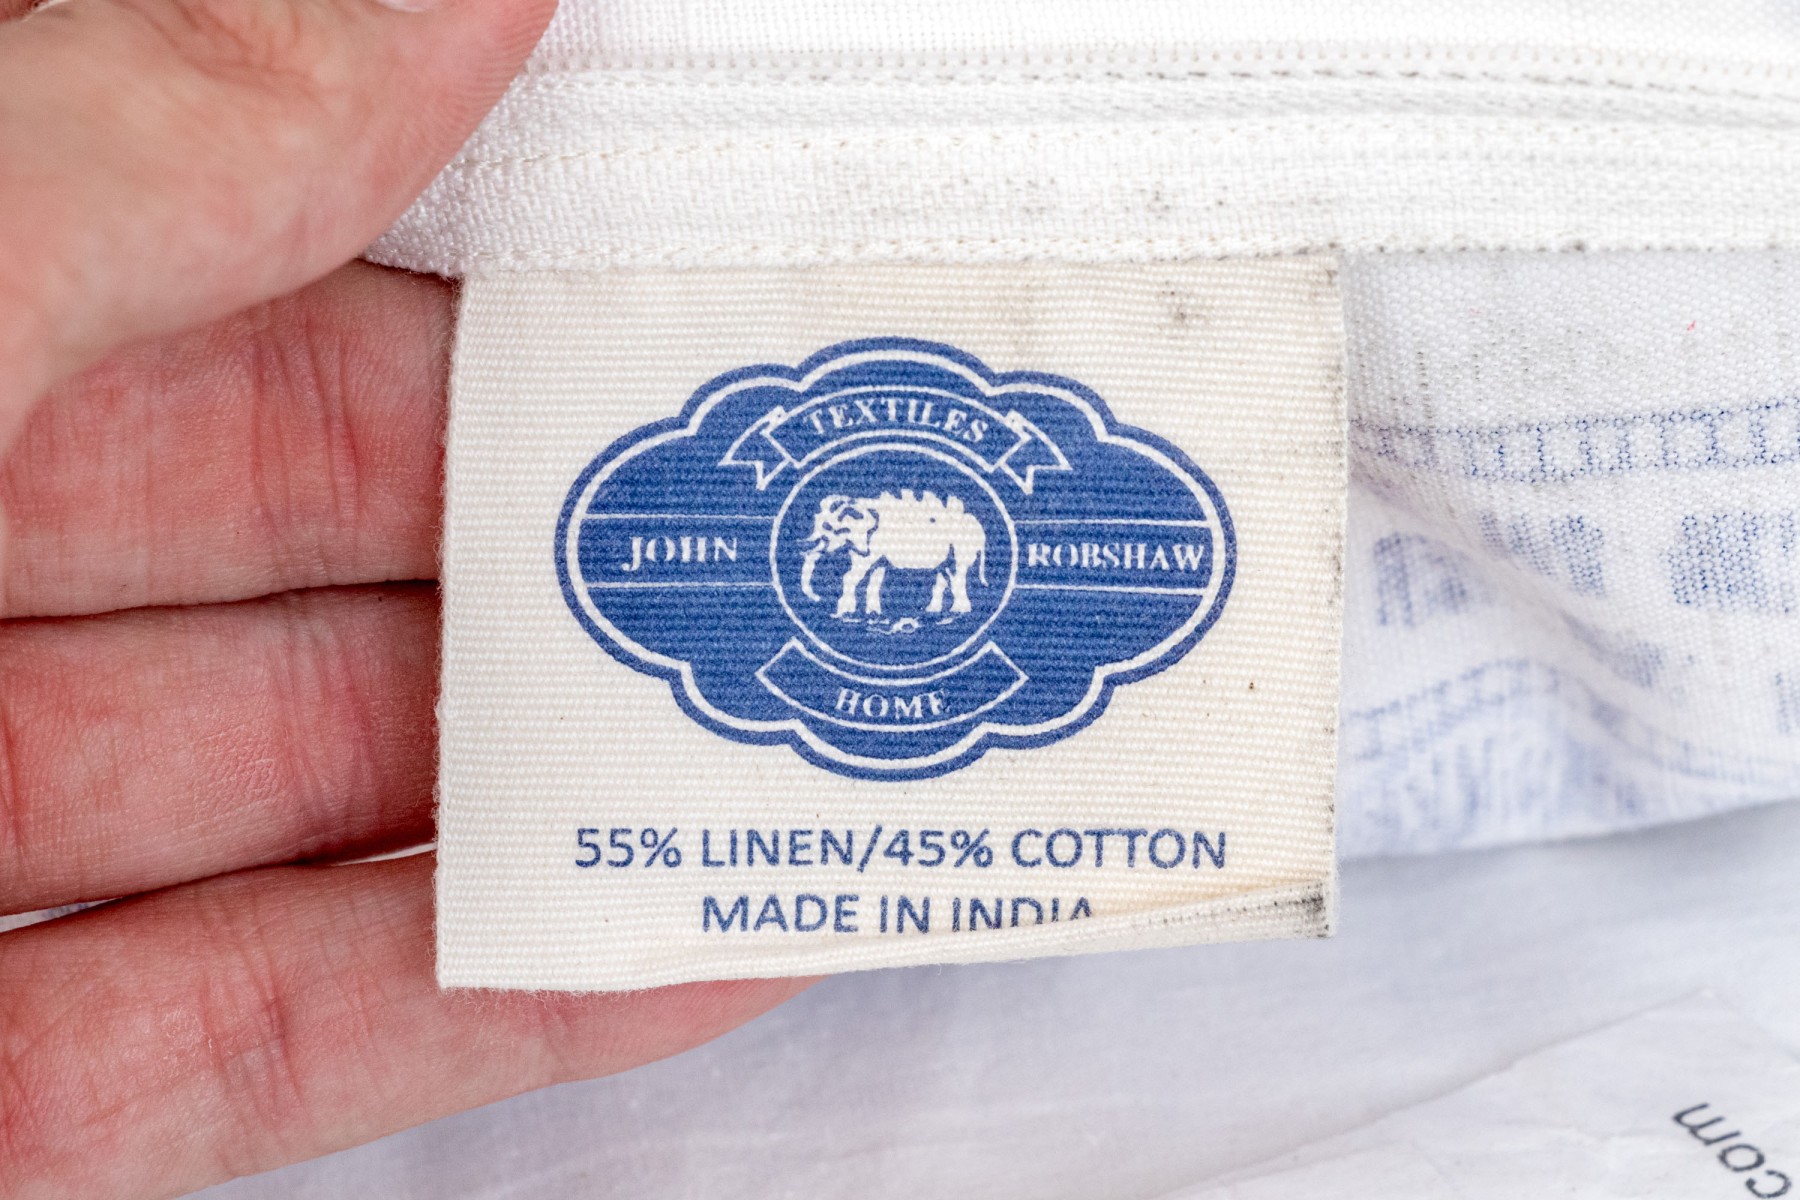 TEXTILES
JOHN ROBSHAW
HOME
55% LINEN/45% COTTON
MADE IN INDIA
com